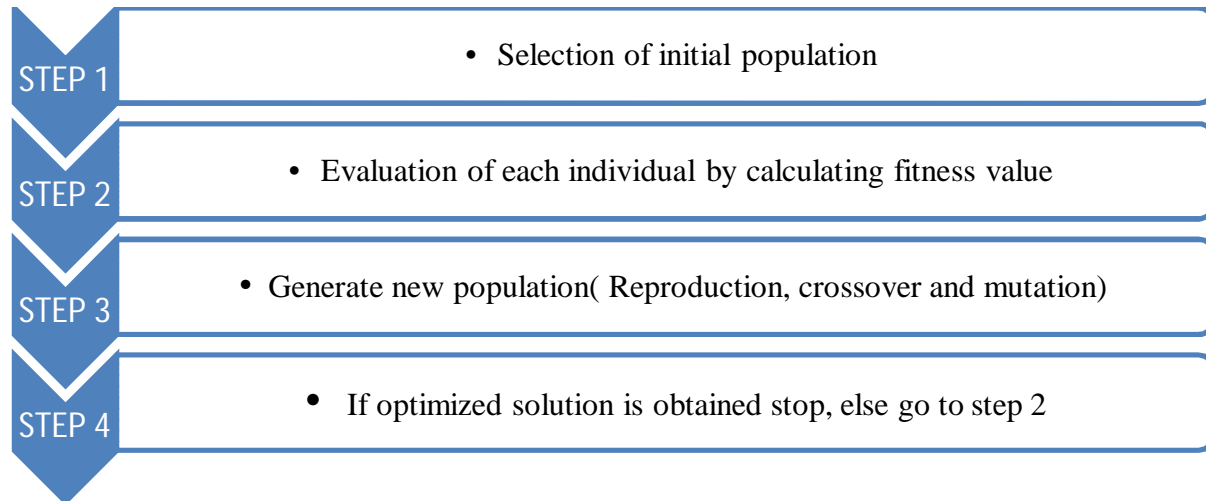 STEP 1
• Selection of initial population
STEP 2
• Evaluation of each individual by calculating fitness value
STEP 3
• Generate new population( Reproduction, crossover and mutation)
STEP 4
• If optimized solution is obtained stop, else go to step 2